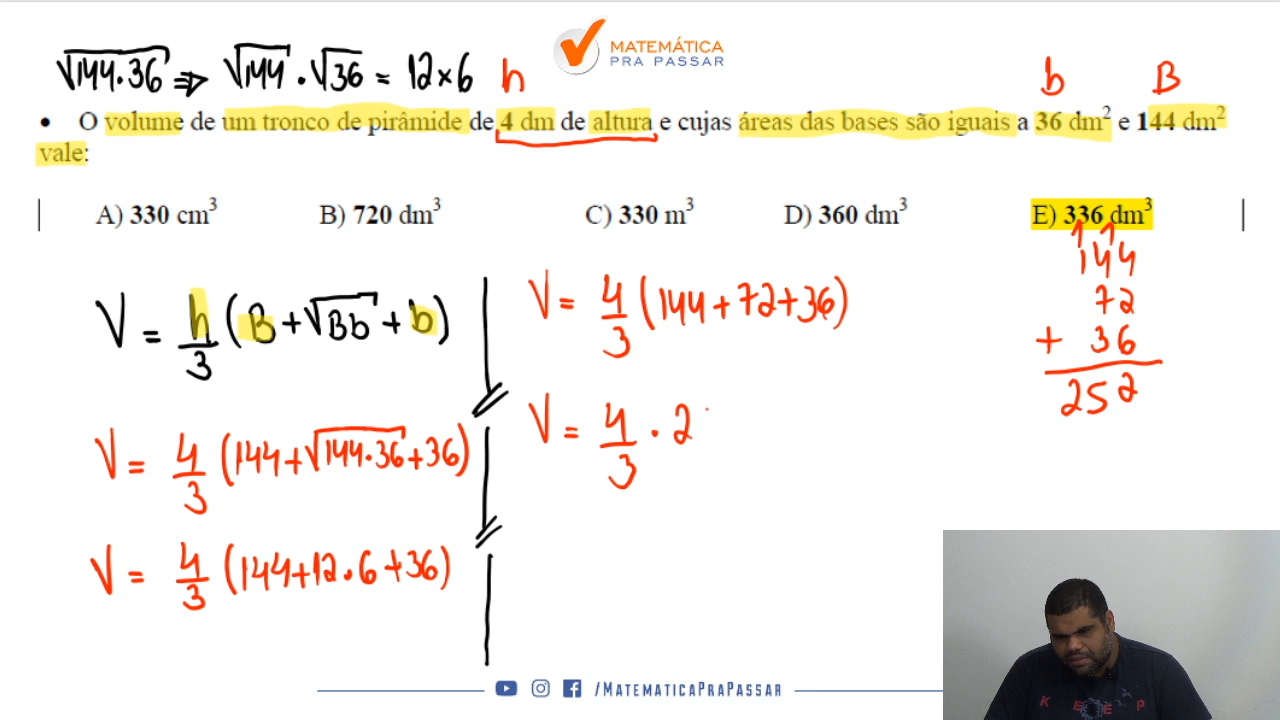 √144·36 ⇒ √144 · √36 = 12×6
MATEMÁTICA
PRA PASSAR
h
b
B
• O volume de um tronco de pirâmide de 4 dm de altura e cujas áreas das bases são iguais a 36 dm² e 144 dm²
vale:
A) 330 cm³ B) 720 dm³ C) 330 m³ D) 360 dm³ E) 336 dm³
V = h/3 (B+√Bb+b)
V = 4/3 (144+√144·36+36)
V = 4/3 (144+12·6+36)
V = 4/3 (144+72+36)
V = 4/3 · 2
144
72
+ 36
252
K E E P
/MATEMATICAPRAPASSAR